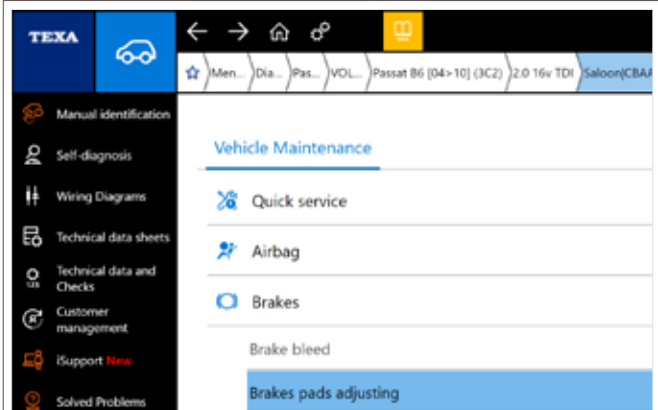 TEXA
Men... Dia... Pas... VOL... Passat B6 [04>10] (3C2) 2.0 16v TDI Saloon|CBAA
Manual identification
Self-diagnosis
Wiring Diagrams
Technical data sheets
Technical data and
Checks
Customer
management
iSupport New
Solved Problems
Vehicle Maintenance
Quick service
Airbag
Brakes
Brake bleed
Brakes pads adjusting